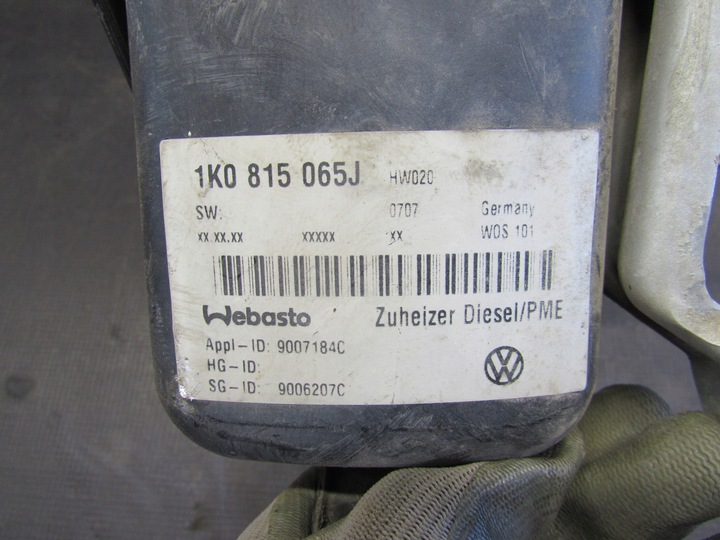 1K0 815 065J HW020
SW: 0707 Germany
xx.xx.xx xxxxx xx WOS 101
Webasto Zuheizer Diesel/PME
Appl-ID: 9007184C
HG-ID:
SG-ID: 9006207C